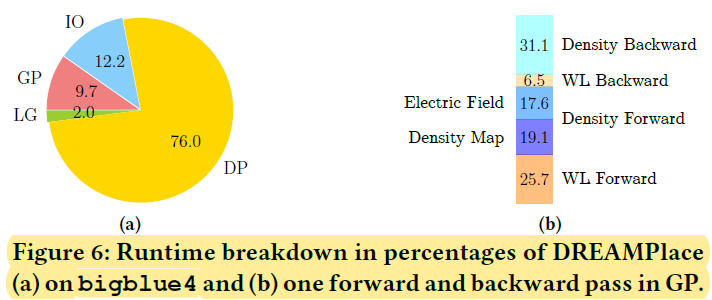 IO
12.2
GP
9.7
LG
2.0
76.0
DP
(a)
31.1 Density Backward
6.5 WL Backward
Electric Field 17.6
Density Forward
Density Map 19.1
25.7 WL Forward
(b)
Figure 6: Runtime breakdown in percentages of DREAMPlace
(a) on bigblue4 and (b) one forward and backward pass in GP.